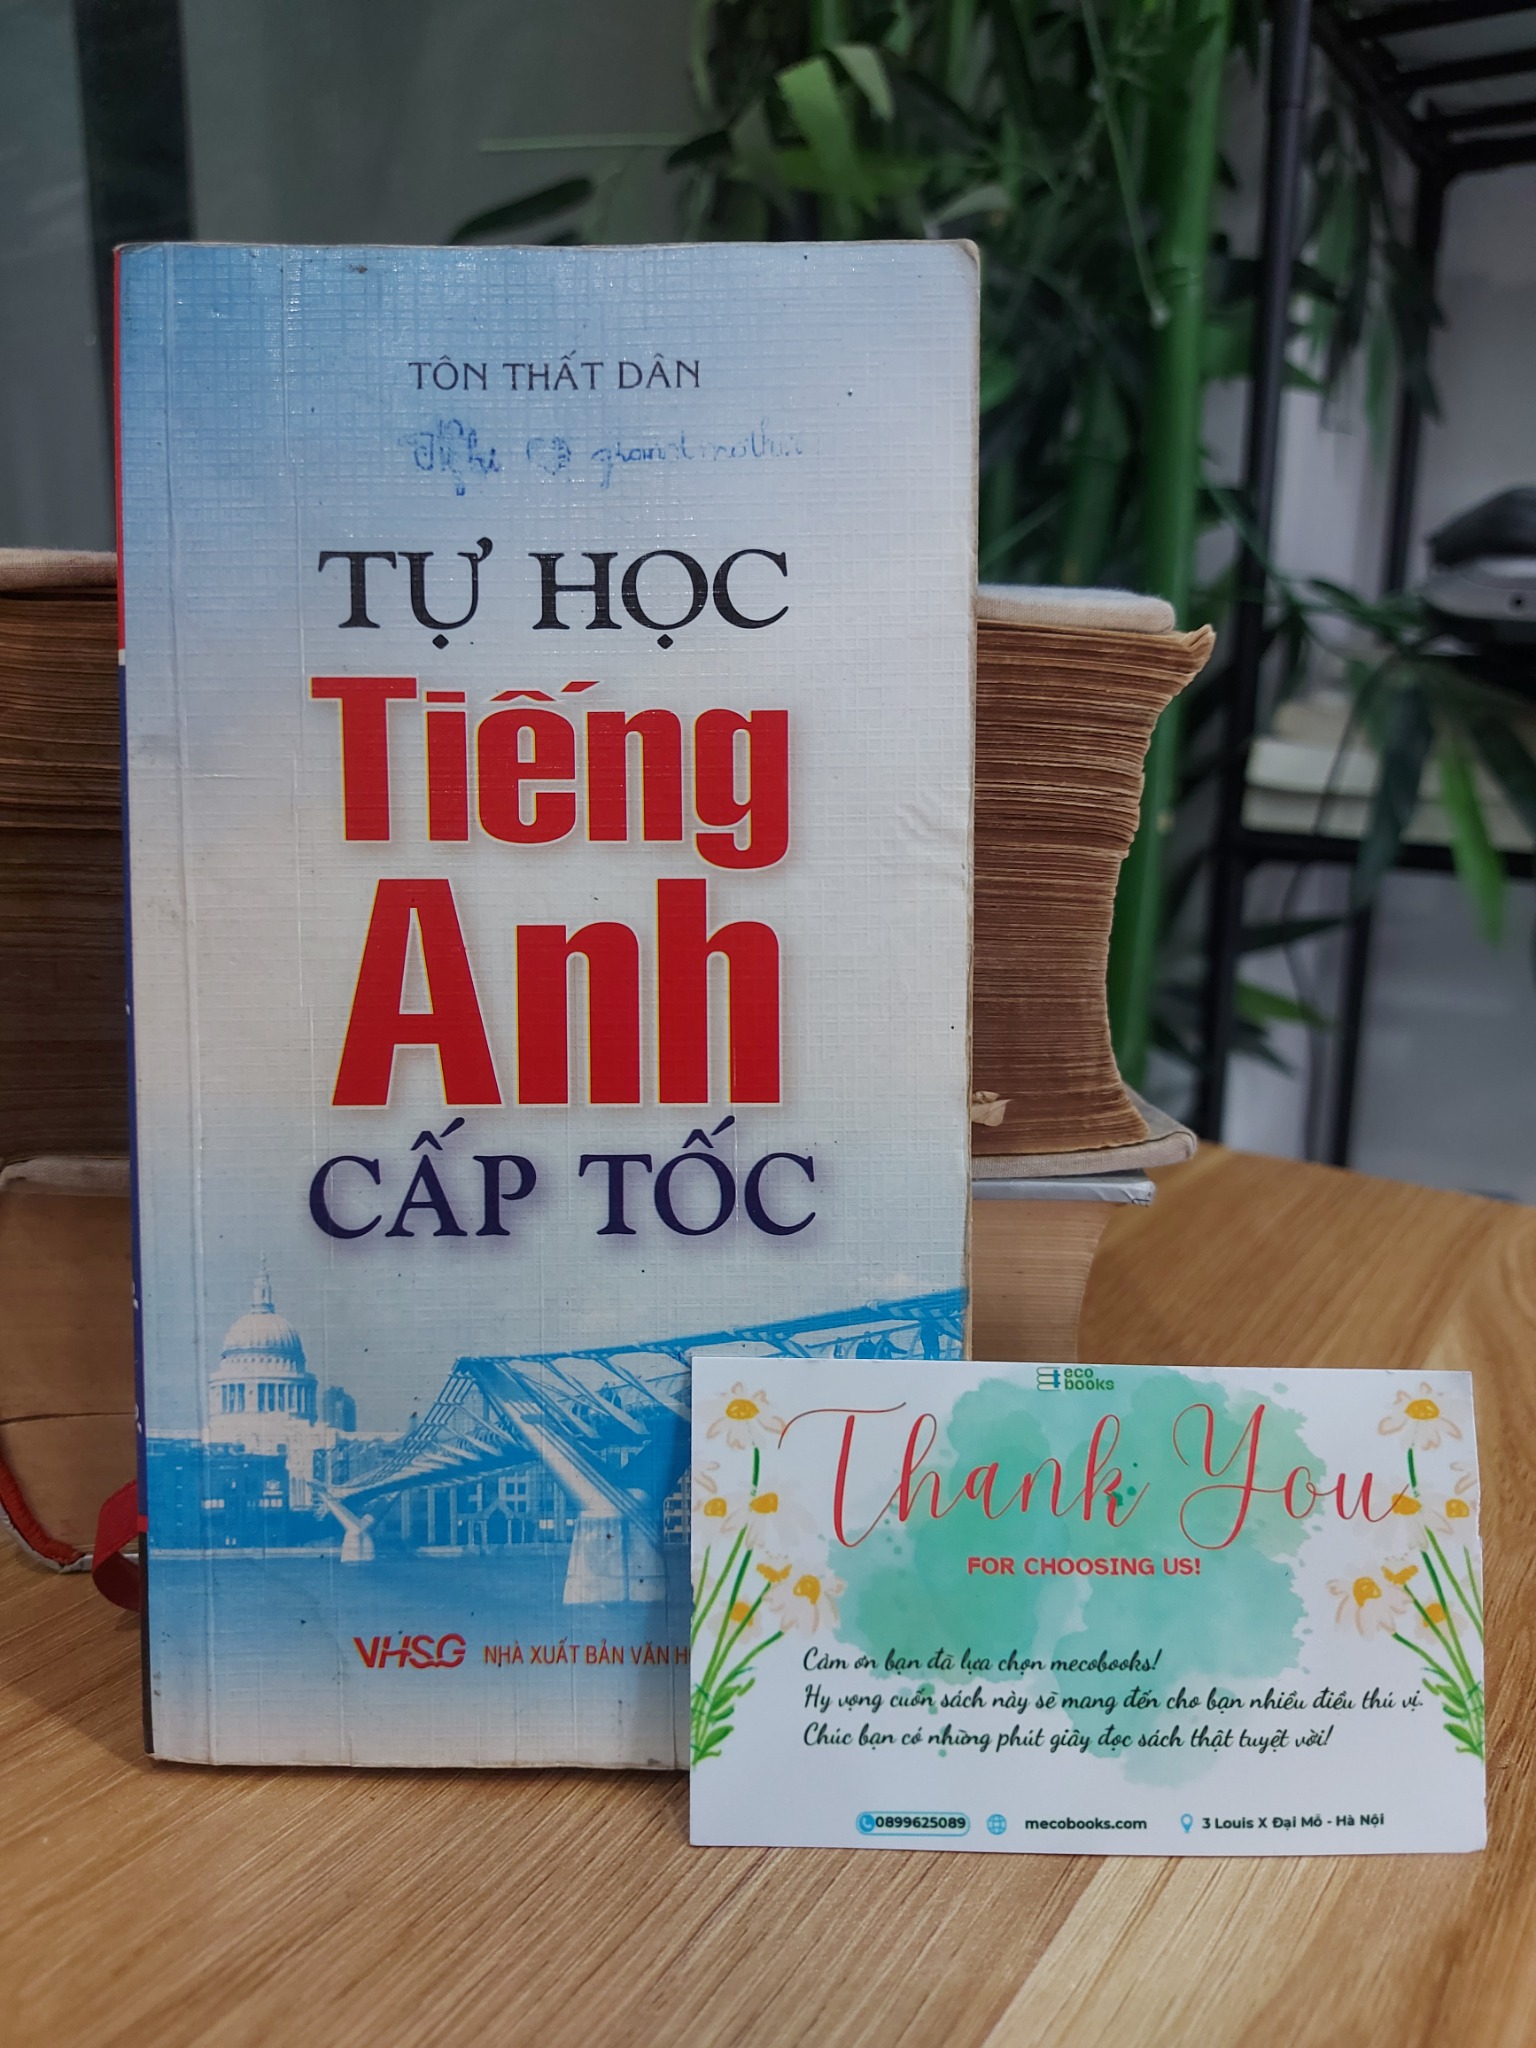 TÔN THẤT DÂN
grandmother
TỰ HỌC
Tiếng
Anh
CẤP TỐC
VHSG NHÀ XUẤT BẢN VĂN H
eco
books
Thank You
FOR CHOOSING US!
Cảm ơn bạn đã lựa chọn mecobooks!
Hy vọng cuốn sách này sẽ mang đến cho bạn nhiều điều thú vị.
Chúc bạn có những phút giây đọc sách thật tuyệt vời!
0899625089 mecobooks.com 3 Louis X Đại Mỗ - Hà Nội